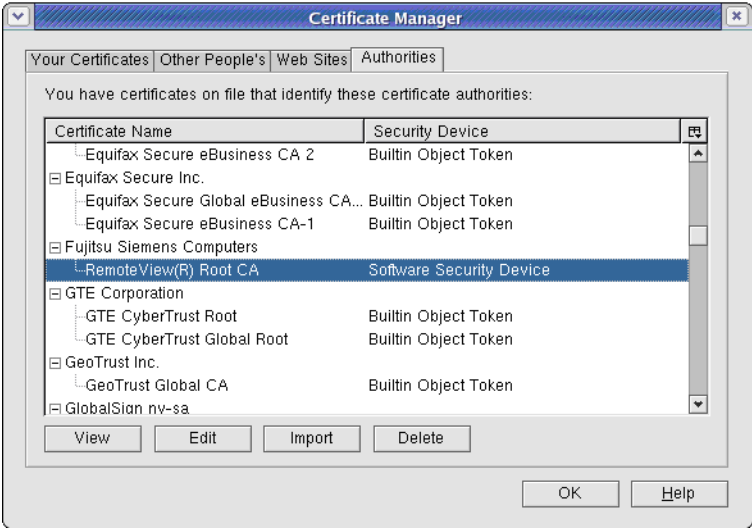 Certificate Manager
Your Certificates Other People's Web Sites Authorities
You have certificates on file that identify these certificate authorities:
Certificate Name Security Device
Equifax Secure eBusiness CA 2 Builtin Object Token
Equifax Secure Inc.
Equifax Secure Global eBusiness CA... Builtin Object Token
Equifax Secure eBusiness CA-1 Builtin Object Token
Fujitsu Siemens Computers
RemoteView(R) Root CA Software Security Device
GTE Corporation
GTE CyberTrust Root Builtin Object Token
GTE CyberTrust Global Root Builtin Object Token
GeoTrust Inc.
GeoTrust Global CA Builtin Object Token
GlobalSign nv-sa
View Edit Import Delete
OK Help